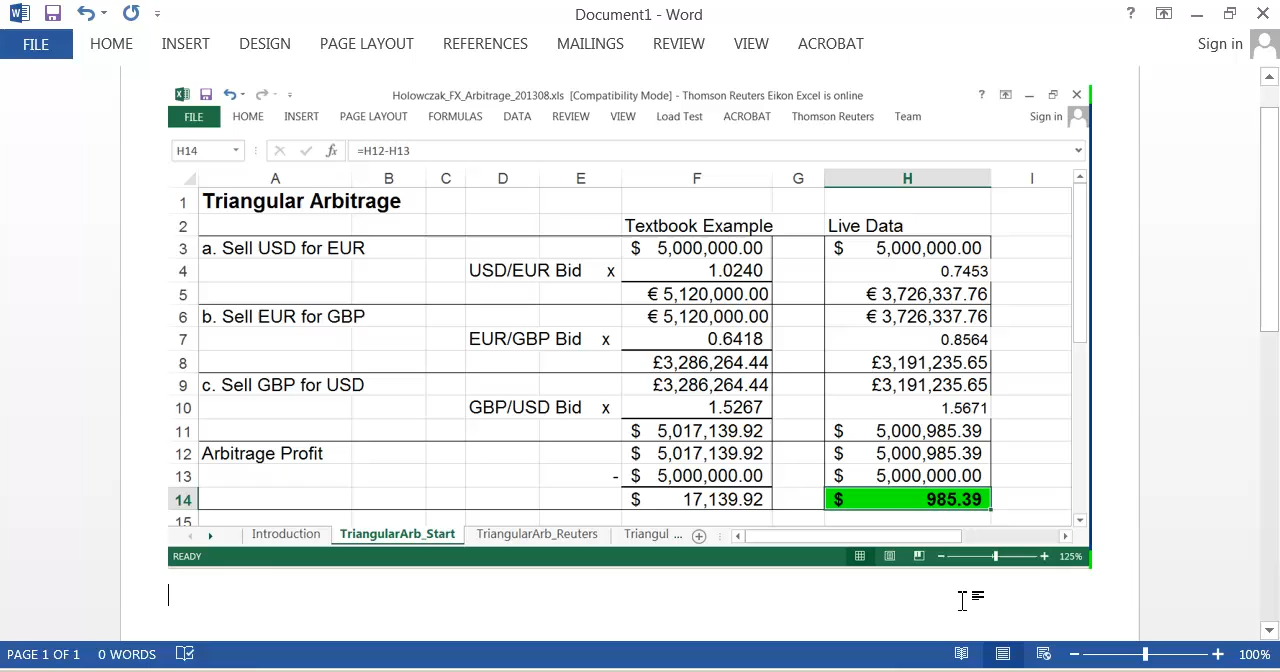 Document1 - Word
?
FILE HOME INSERT DESIGN PAGE LAYOUT REFERENCES MAILINGS REVIEW VIEW ACROBAT Sign in
Holowczak_FX_Arbitrage_201308.xls [Compatibility Mode] - Thomson Reuters Eikon Excel is online ?
FILE HOME INSERT PAGE LAYOUT FORMULAS DATA REVIEW VIEW Load Test ACROBAT Thomson Reuters Team Sign in
H14 fx =H12-H13
A B C D E F G H I
1 Triangular Arbitrage
2 Textbook Example Live Data
3 a. Sell USD for EUR $ 5,000,000.00 $ 5,000,000.00
4 USD/EUR Bid x 1.0240 0.7453
5 € 5,120,000.00 € 3,726,337.76
6 b. Sell EUR for GBP € 5,120,000.00 € 3,726,337.76
7 EUR/GBP Bid x 0.6418 0.8564
8 £3,286,264.44 £3,191,235.65
9 c. Sell GBP for USD £3,286,264.44 £3,191,235.65
10 GBP/USD Bid x 1.5267 1.5671
11 $ 5,017,139.92 $ 5,000,985.39
12 Arbitrage Profit $ 5,017,139.92 $ 5,000,985.39
13 - $ 5,000,000.00 $ 5,000,000.00
14 $ 17,139.92 $ 985.39
15
Introduction TriangularArb_Start TriangularArb_Reuters Triangul ...
READY 125%
PAGE 1 OF 1 0 WORDS 100%